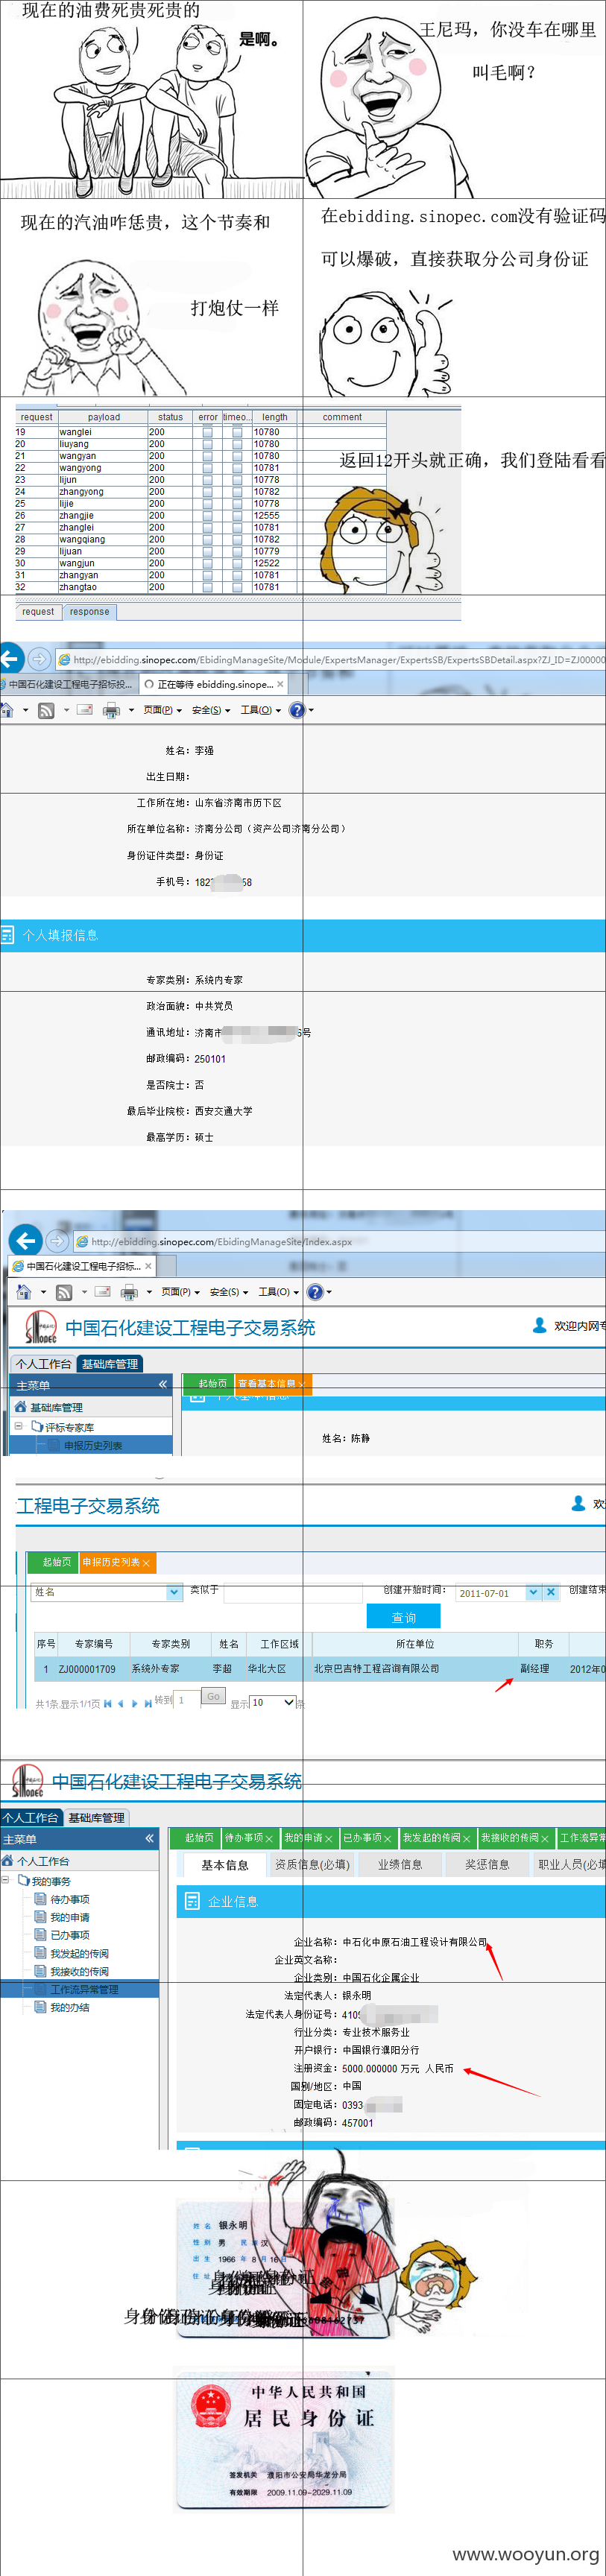 现在的油费死贵死贵的
是啊。
王尼玛，你没车在哪里
叫毛啊？
现在的汽油咋恁贵，这个节奏和
打炮仗一样
在ebidding.sinopec.com没有验证码
可以爆破，直接获取分公司身份证
request payload status error timeo... length comment
19 wanglei 200 10780
20 liuyang 200 10780
21 wangyan 200 10780
22 wangyong 200 10781
23 lijun 200 10778
24 zhangyong 200 10782
25 lijie 200 10778
26 zhangjie 200 12555
27 zhanglei 200 10781
28 wangqiang 200 10782
29 lijuan 200 10779
30 wangjun 200 12522
31 zhangyan 200 10781
32 zhangtao 200 10781
返回12开头就正确，我们登陆看看
request response
http://ebidding.sinopec.com/EbidingManageSite/Module/ExpertsManager/ExpertsSB/ExpertsSBDetail.aspx?ZJ_ID=ZJ0000
中国石化建设工程电子招标投... 正在等待 ebidding.sinope...
页面(P) 安全(S) 工具(O)
姓名：李强
出生日期：
工作所在地：山东省济南市历下区
所在单位名称：济南分公司（资产公司济南分公司）
身份证件类型：身份证
手机号：182 58
个人填报信息
专家类别：系统内专家
政治面貌：中共党员
通讯地址：济南市 6号
邮政编码：250101
是否院士：否
最后毕业院校：西安交通大学
最高学历：硕士
http://ebidding.sinopec.com/EbidingManageSite/Index.aspx
中国石化建设工程电子招标...
页面(P) 安全(S) 工具(O)
SINOPEC 中国石化建设工程电子交易系统
欢迎内网专
个人工作台 基础库管理
主菜单 起始页 查看基本信息
基础库管理
评标专家库
申报历史列表
姓名：陈静
工程电子交易系统
欢
起始页 申报历史列表
姓名 类似于 创建开始时间： 2011-07-01 创建结束
查询
序号 专家编号 专家类别 姓名 工作区域 所在单位 职务
1 ZJ000001709 系统外专家 李超 华北大区 北京巴吉特工程咨询有限公司 副经理 2012年0
共1条,显示1/1页 转到 1 Go 显示 10 条
SINOPEC 中国石化建设工程电子交易系统
个人工作台 基础库管理
主菜单 起始页 待办事项 我的申请 已办事项 我发起的传阅 我接收的传阅 工作流异常
个人工作台
我的事务
待办事项
我的申请
已办事项
我发起的传阅
我接收的传阅
工作流异常管理
我的办结
基本信息 资质信息(必填) 业绩信息 奖惩信息 职业人员(必填
企业信息
企业名称：中石化中原石油工程设计有限公司
企业英文名称：
企业类别：中国石化企属企业
法定代表人：银永明
法定代表人身份证号：4109
行业分类：专业技术服务业
开户银行：中国银行濮阳分行
注册资金：5000.000000 万元 人民币
国别/地区：中国
固定电话：0393
邮政编码：457001
姓名 银永明
性别 男 民族 汉
出生 1966 年 8 月 16 日
住址
身份证
中华人民共和国
居民身份证
签发机关 濮阳市公安局华龙分局
有效期限 2009.11.09-2029.11.09
www.wooyun.org